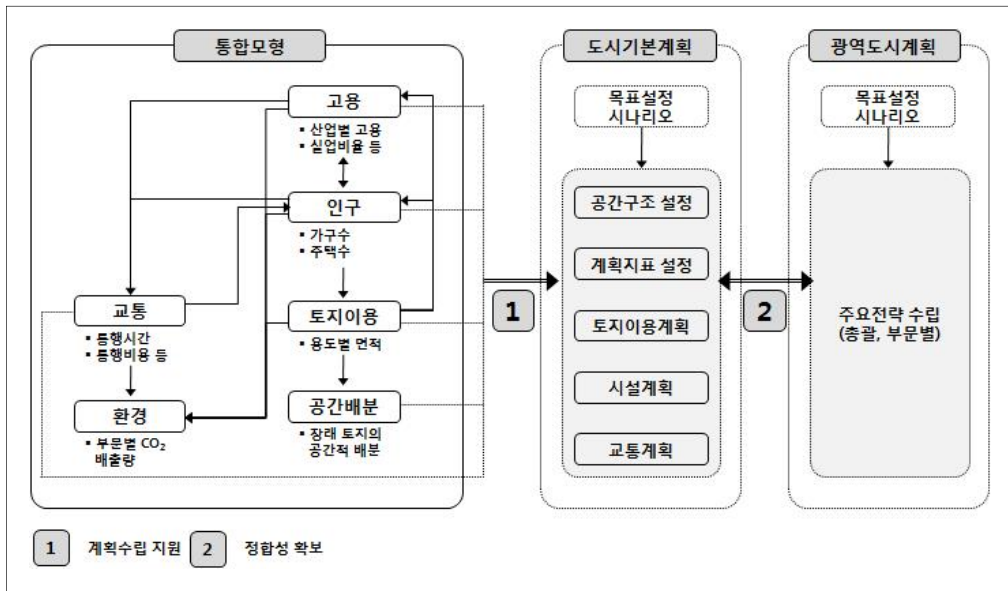 통합모형
고용
▪ 산업별 고용
▪ 실업비율 등
인구
▪ 가구수
▪ 주택수
교통
▪ 통행시간
▪ 통행비용 등
토지이용
▪ 용도별 면적
환경
▪ 부문별 CO₂
배출량
공간배분
▪ 장래 토지의
공간적 배분
1
도시기본계획
목표설정
시나리오
공간구조 설정
계획지표 설정
토지이용계획
시설계획
교통계획
2
광역도시계획
목표설정
시나리오
주요전략 수립
(총괄, 부문별)
1 계획수립 지원 2 정합성 확보